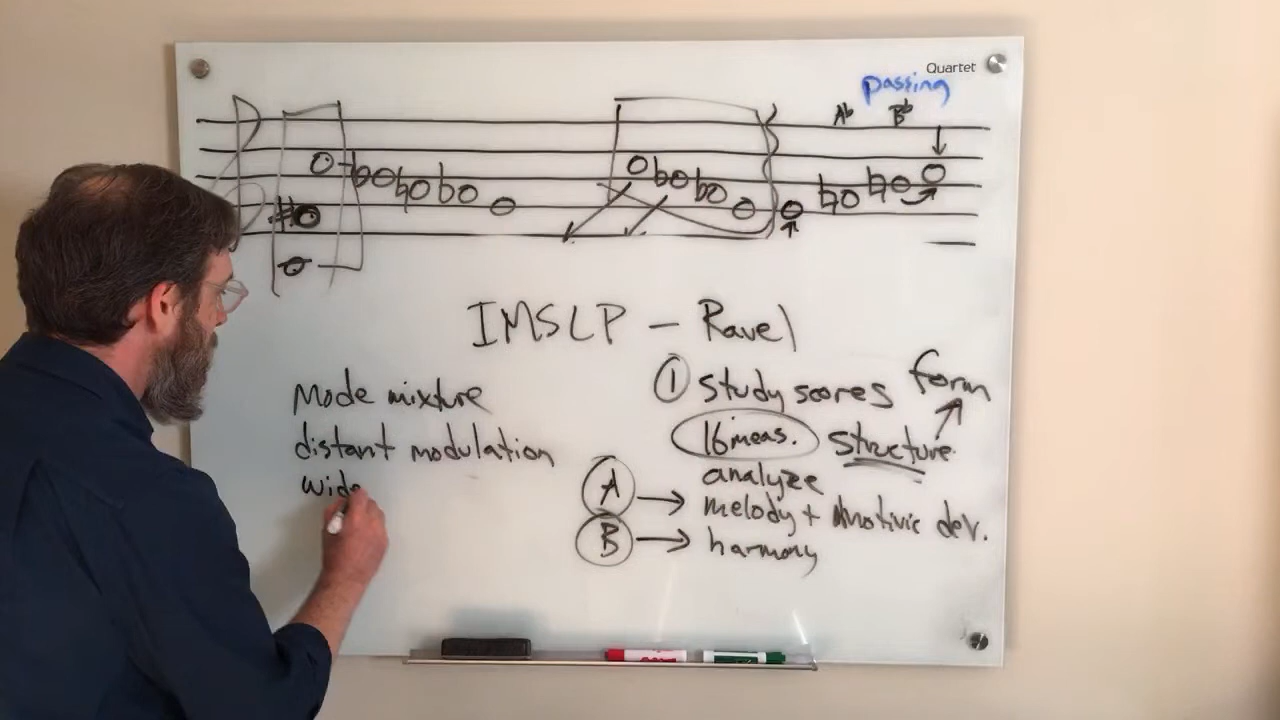 Quartet
passing
Ab Bb
IMSLP - Ravel
Mode mixture
distant modulation
wide
① study scores form
16 meas. structure
analyze
A → melody + motivic dev.
B → harmony